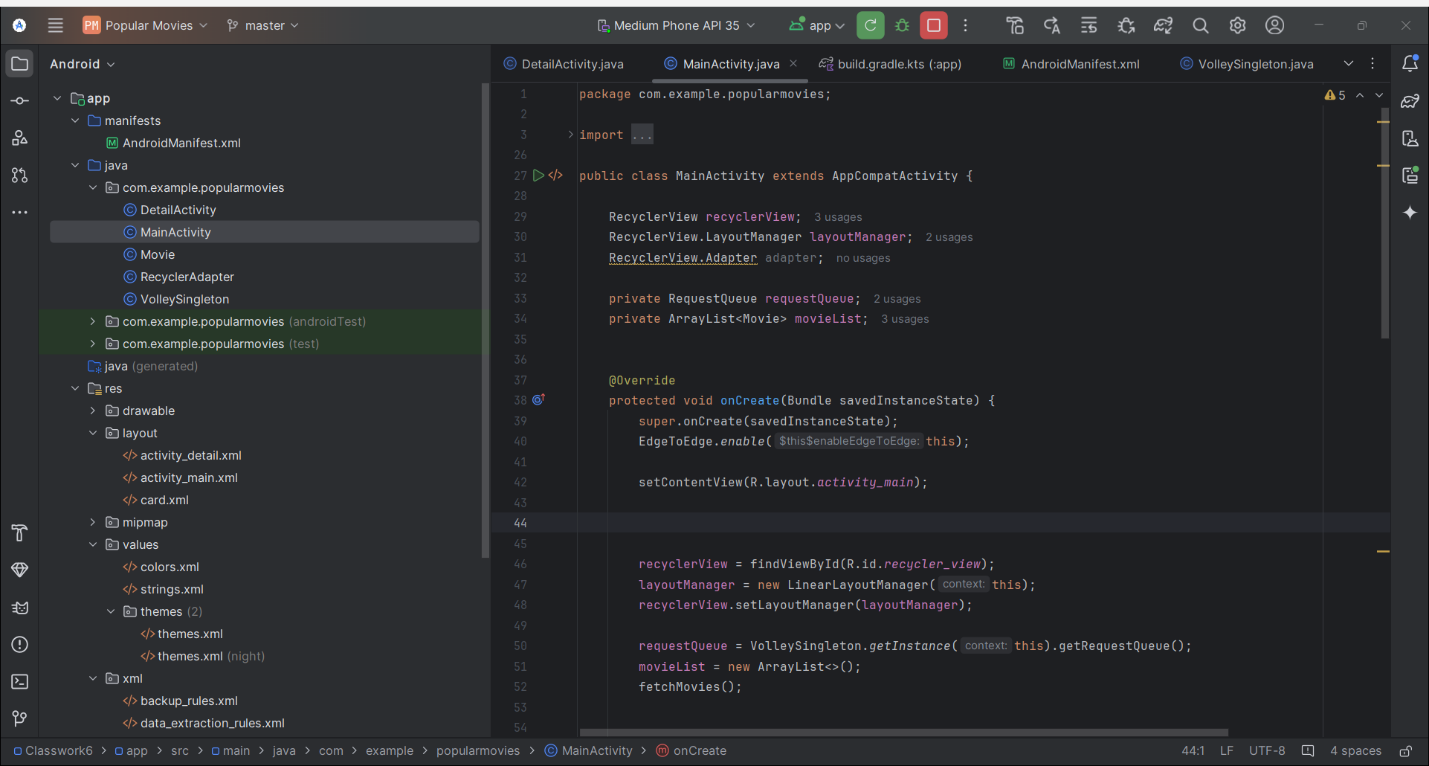 PM Popular Movies master Medium Phone API 35 app
Android
DetailActivity.java MainActivity.java build.gradle.kts (:app) AndroidManifest.xml VolleySingleton.java
app
manifests
AndroidManifest.xml
java
com.example.popularmovies
DetailActivity
MainActivity
Movie
RecyclerAdapter
VolleySingleton
com.example.popularmovies (androidTest)
com.example.popularmovies (test)
java (generated)
res
drawable
layout
activity_detail.xml
activity_main.xml
card.xml
mipmap
values
colors.xml
strings.xml
themes (2)
themes.xml
themes.xml (night)
xml
backup_rules.xml
data_extraction_rules.xml
1 package com.example.popularmovies; 5
2
3 import ...
26
27 public class MainActivity extends AppCompatActivity {
28
29 RecyclerView recyclerView; 3 usages
30 RecyclerView.LayoutManager layoutManager; 2 usages
31 RecyclerView.Adapter adapter; no usages
32
33 private RequestQueue requestQueue; 2 usages
34 private ArrayList<Movie> movieList; 3 usages
35
36
37 @Override
38 protected void onCreate(Bundle savedInstanceState) {
39 super.onCreate(savedInstanceState);
40 EdgeToEdge.enable( $this$enableEdgeToEdge: this);
41
42 setContentView(R.layout.activity_main);
43
44
45
46 recyclerView = findViewById(R.id.recycler_view);
47 layoutManager = new LinearLayoutManager( context: this);
48 recyclerView.setLayoutManager(layoutManager);
49
50 requestQueue = VolleySingleton.getInstance( context: this).getRequestQueue();
51 movieList = new ArrayList<>();
52 fetchMovies();
53
54
Classwork6 > app > src > main > java > com > example > popularmovies > MainActivity > onCreate 44:1 LF UTF-8 4 spaces